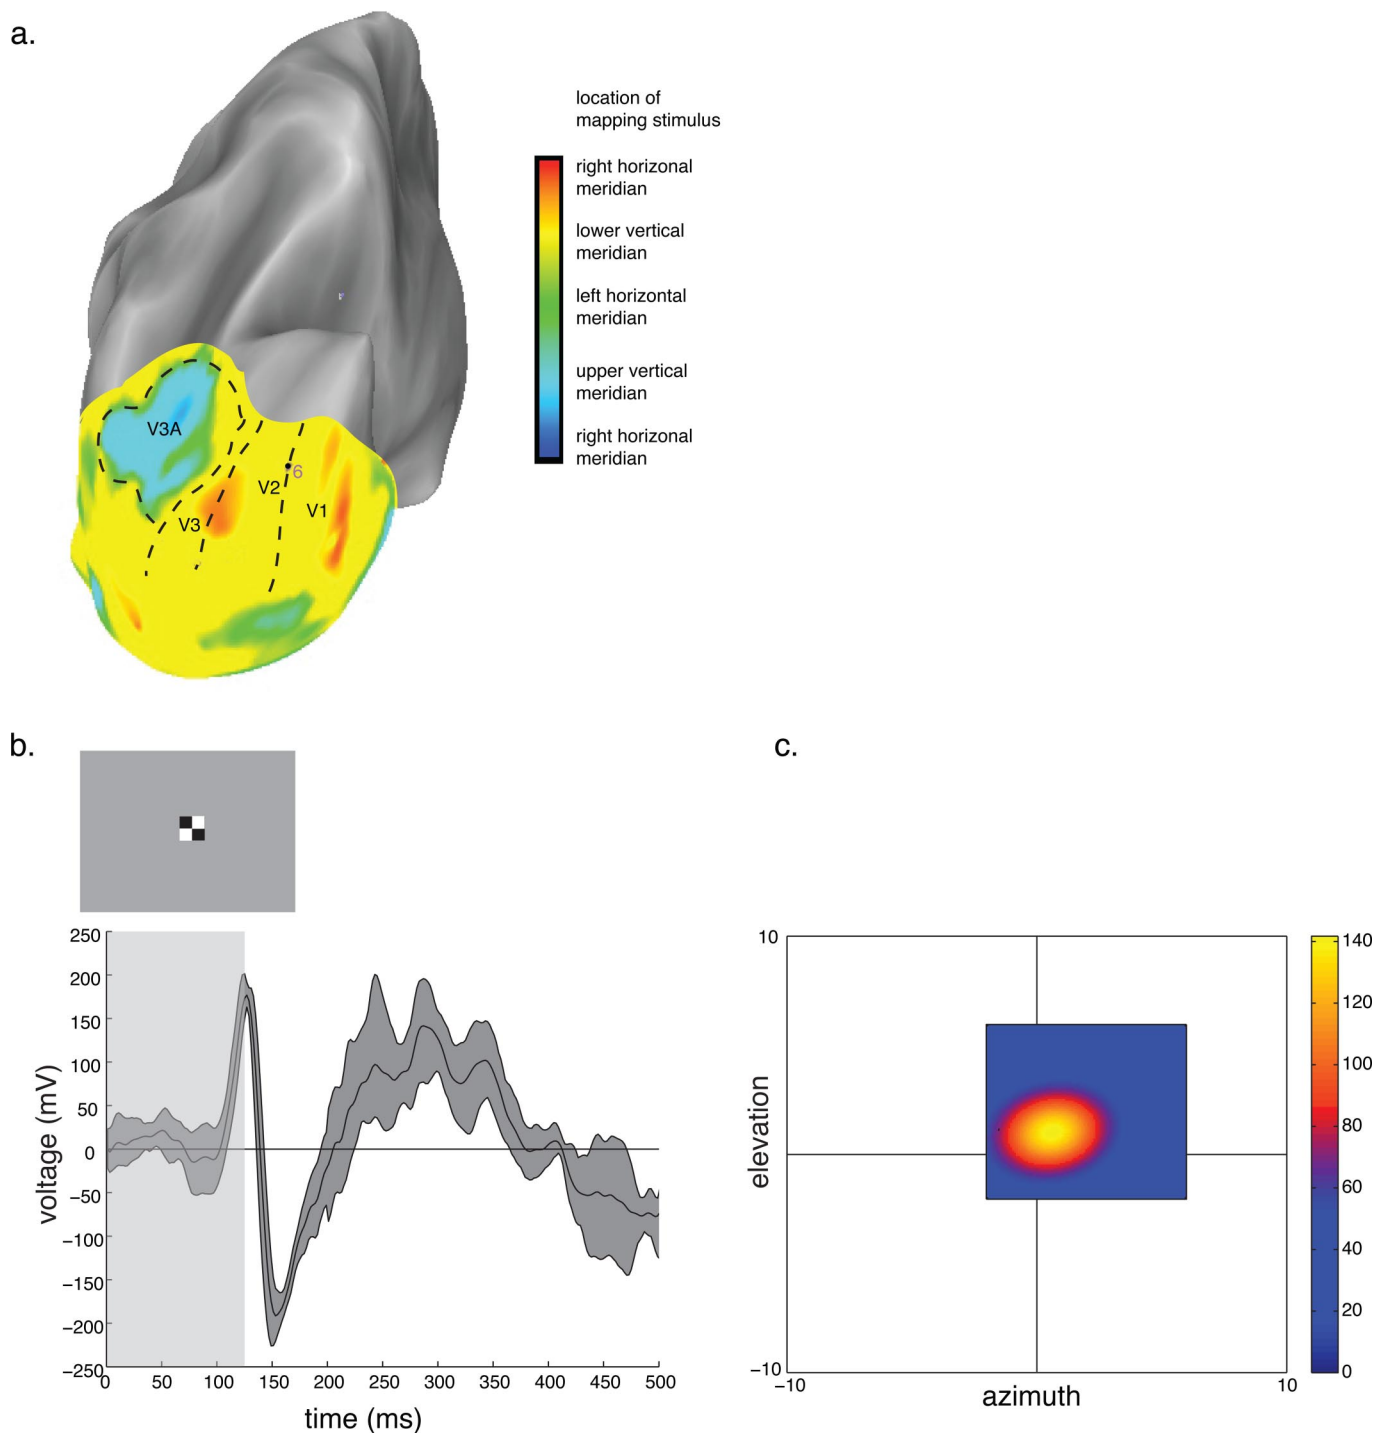 a.
location of
mapping stimulus
right horizonal
meridian
lower vertical
meridian
left horizontal
meridian
upper vertical
meridian
right horizonal
meridian
V3A
6
V2
V1
V3
b.
250
200
150
100
50
0
−50
−100
−150
−200
−250
voltage (mV)
0 50 100 150 200 250 300 350 400 450 500
time (ms)
c.
10
−10
elevation
−10 10
azimuth
140
120
100
80
60
40
20
0